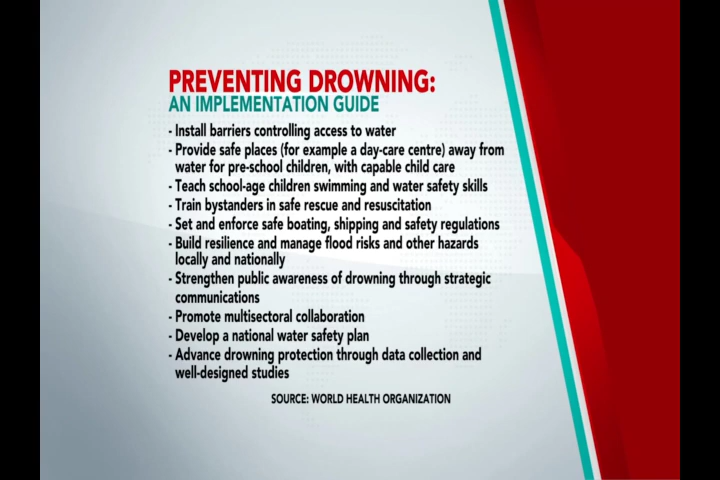 PREVENTING DROWNING:
AN IMPLEMENTATION GUIDE
- Install barriers controlling access to water
- Provide safe places (for example a day-care centre) away from
water for pre-school children, with capable child care
- Teach school-age children swimming and water safety skills
- Train bystanders in safe rescue and resuscitation
- Set and enforce safe boating, shipping and safety regulations
- Build resilience and manage flood risks and other hazards
locally and nationally
- Strengthen public awareness of drowning through strategic
communications
- Promote multisectoral collaboration
- Develop a national water safety plan
- Advance drowning protection through data collection and
well-designed studies
SOURCE: WORLD HEALTH ORGANIZATION